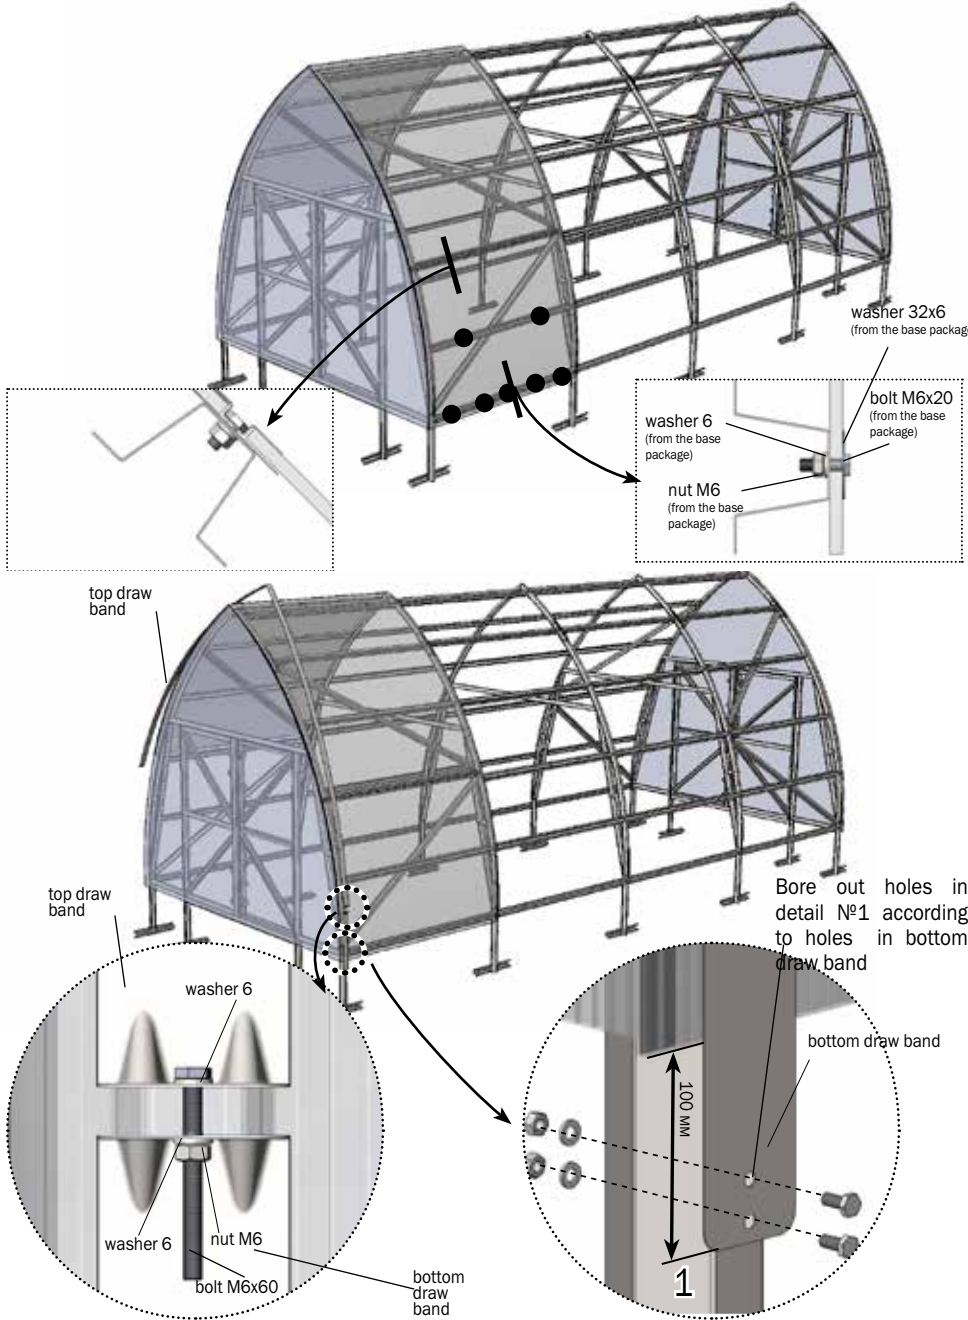 washer 32x6
(from the base package
bolt M6x20
(from the base
package)
washer 6
(from the base
package)
nut M6
(from the base
package)
top draw
band
Bore out holes in
detail №1 according
to holes in bottom
draw band
top draw
band
washer 6
bottom draw band
100 мм
washer 6
nut M6
bolt M6x60
bottom
draw
band
1